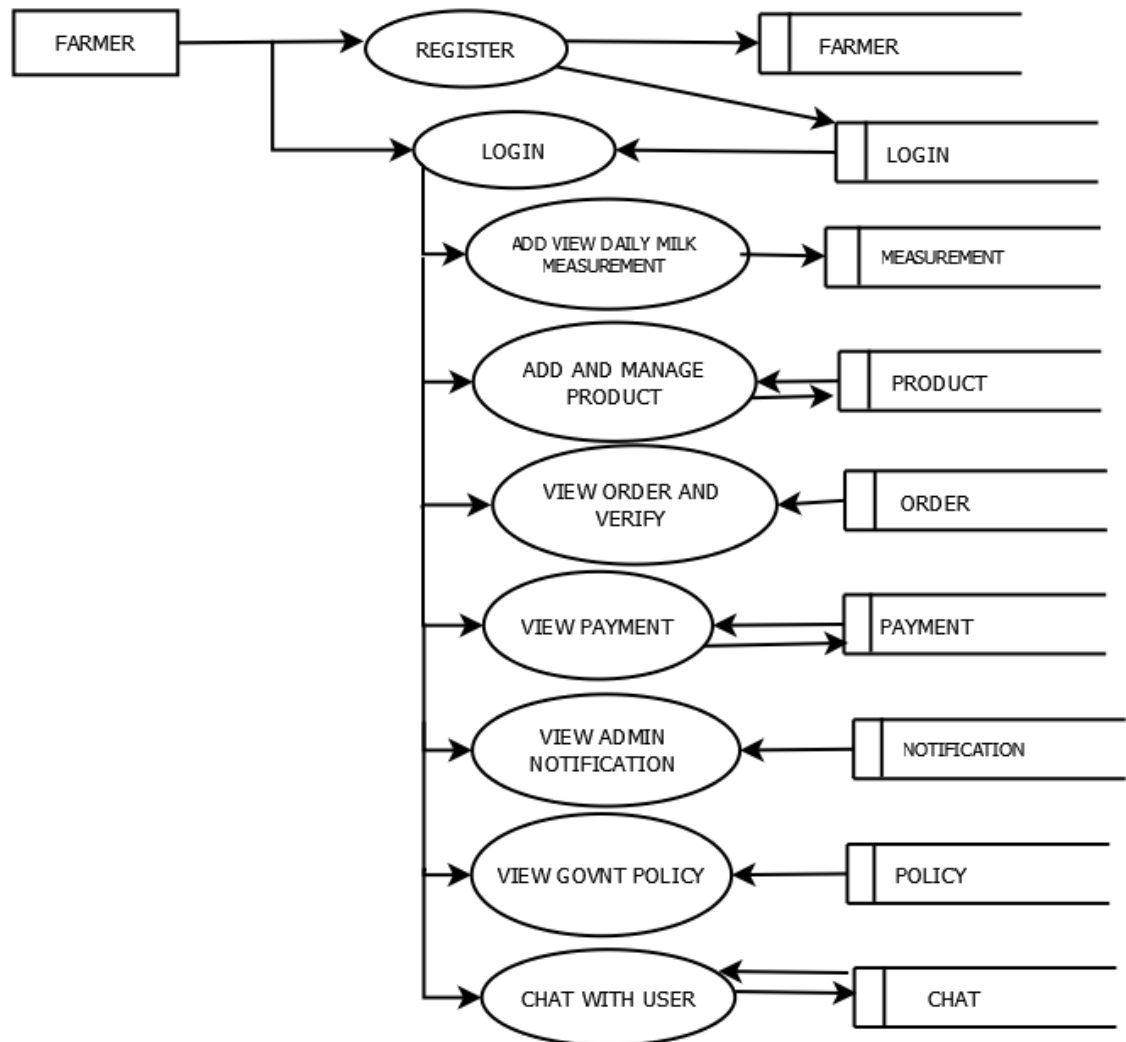 FARMER
REGISTER
FARMER
LOGIN
LOGIN
ADD VIEW DAILY MILK
MEASUREMENT
MEASUREMENT
ADD AND MANAGE
PRODUCT
PRODUCT
VIEW ORDER AND
VERIFY
ORDER
VIEW PAYMENT
PAYMENT
VIEW ADMIN
NOTIFICATION
NOTIFICATION
VIEW GOVNT POLICY
POLICY
CHAT WITH USER
CHAT